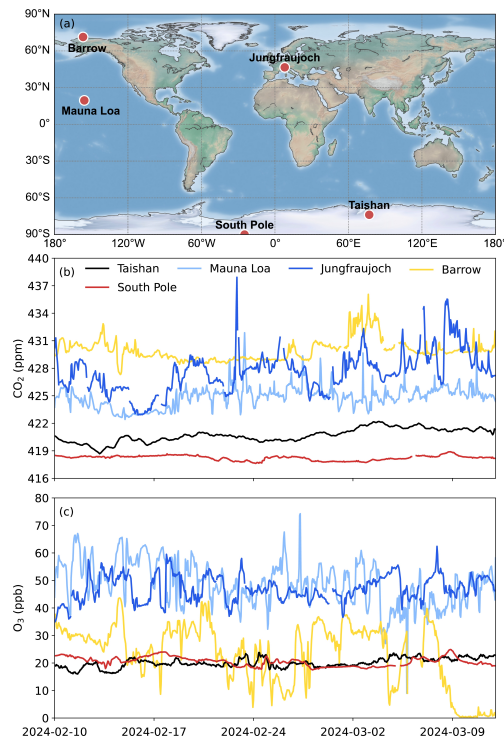 90°N
(a)
Barrow
Jungfraujoch
60°N
30°N
Mauna Loa
0°
30°S
60°S
Taishan
South Pole
90°S
180° 120°W 60°W 0° 60°E 120°E 180°
440
(b) Taishan Mauna Loa Jungfraujoch Barrow
South Pole
437
434
431
428
425
422
419
416
CO₂ (ppm)
80
(c)
70
60
50
40
30
20
10
0
O₃ (ppb)
2024-02-10 2024-02-17 2024-02-24 2024-03-02 2024-03-09